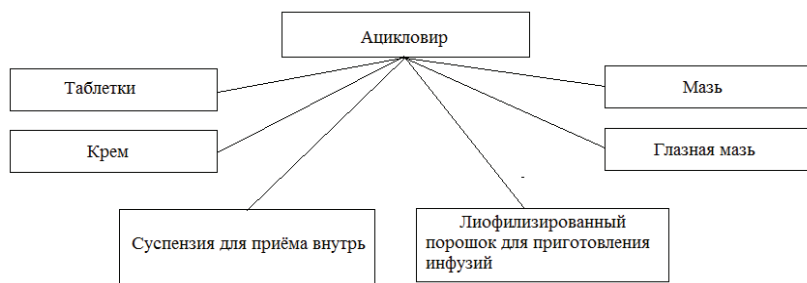 Ацикловир
Таблетки
Мазь
Крем
Глазная мазь
Суспензия для приёма внутрь
Лиофилизированный
порошок для приготовления
инфузий